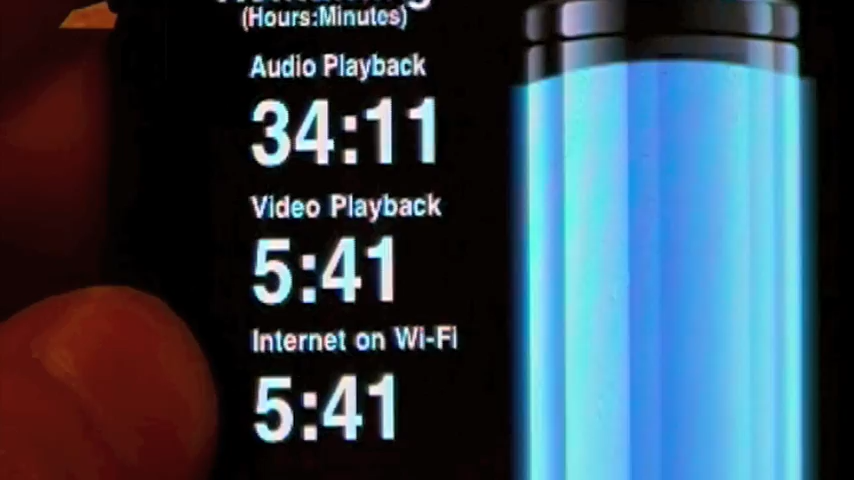 (Hours:Minutes)
Audio Playback
34:11
Video Playback
5:41
Internet on Wi-Fi
5:41